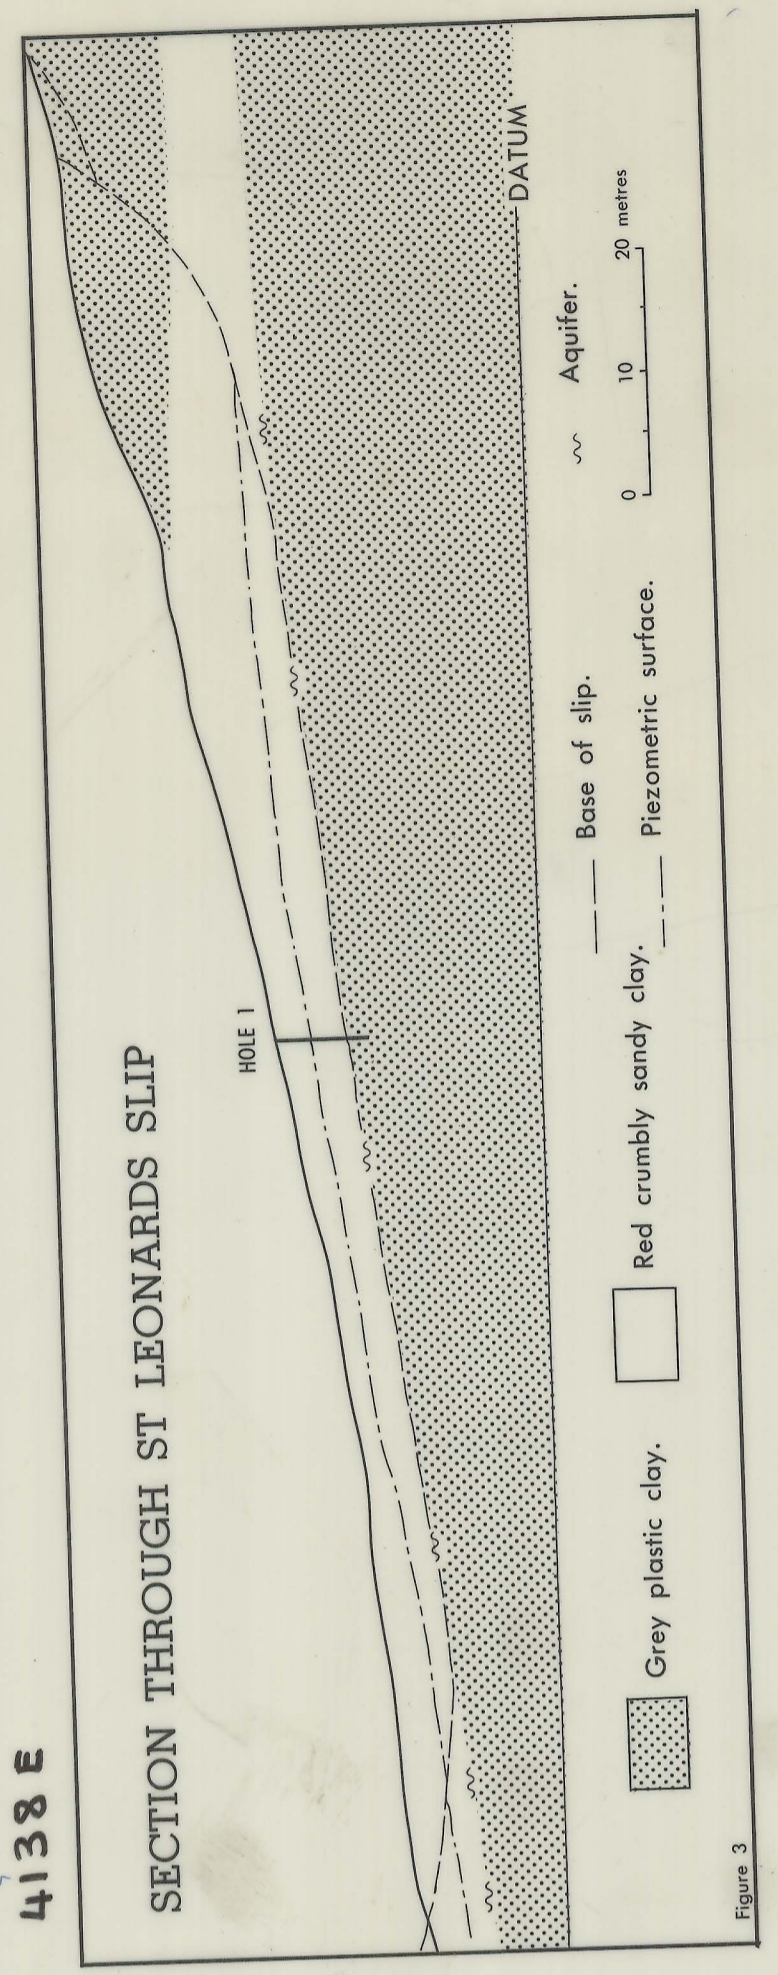 4138 E
SECTION THROUGH ST LEONARDS SLIP
HOLE 1
DATUM
Grey plastic clay.
Red crumbly sandy clay.
Base of slip.
Piezometric surface.
Aquifer.
0 10 20 metres
Figure 3